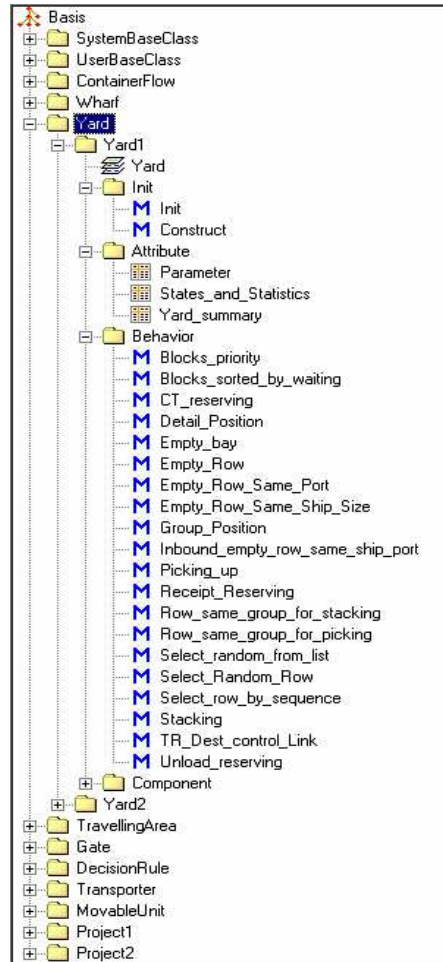 Basis
SystemBaseClass
UserBaseClass
ContainerFlow
Wharf
Yard
Yard1
Yard
Init
M Init
M Construct
Attribute
Parameter
States_and_Statistics
Yard_summary
Behavior
M Blocks_priority
M Blocks_sorted_by_waiting
M CT_reserving
M Detail_Position
M Empty_bay
M Empty_Row
M Empty_Row_Same_Port
M Empty_Row_Same_Ship_Size
M Group_Position
M Inbound_empty_row_same_ship_port
M Picking_up
M Receipt_Reserving
M Row_same_group_for_stacking
M Row_same_group_for_picking
M Select_random_from_list
M Select_Random_Row
M Select_row_by_sequence
M Stacking
M TR_Dest_control_Link
M Unload_reserving
Component
Yard2
TravellingArea
Gate
DecisionRule
Transporter
MovableUnit
Project1
Project2